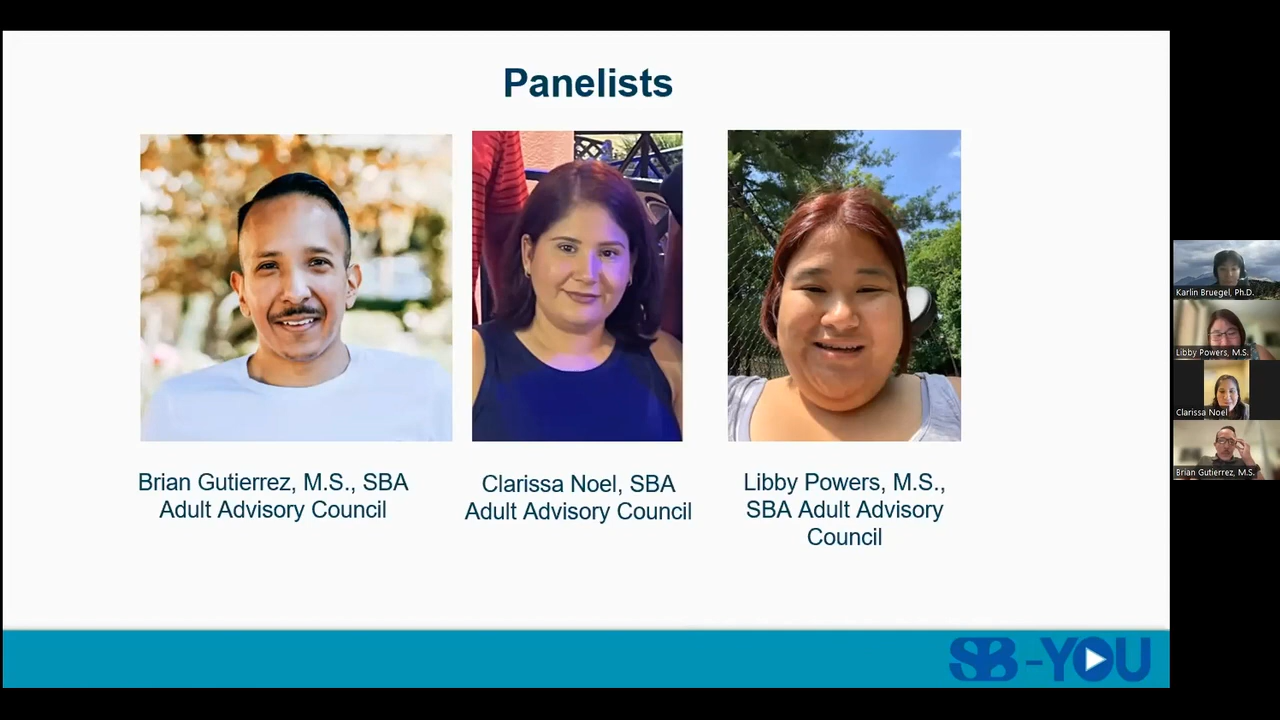 Panelists
Brian Gutierrez, M.S., SBA
Adult Advisory Council
Clarissa Noel, SBA
Adult Advisory Council
Libby Powers, M.S.,
SBA Adult Advisory
Council
SB-YOU
Karlin Bruegel, Ph.D.
Libby Powers, M.S.
Clarissa Noel
Brian Gutierrez, M.S.